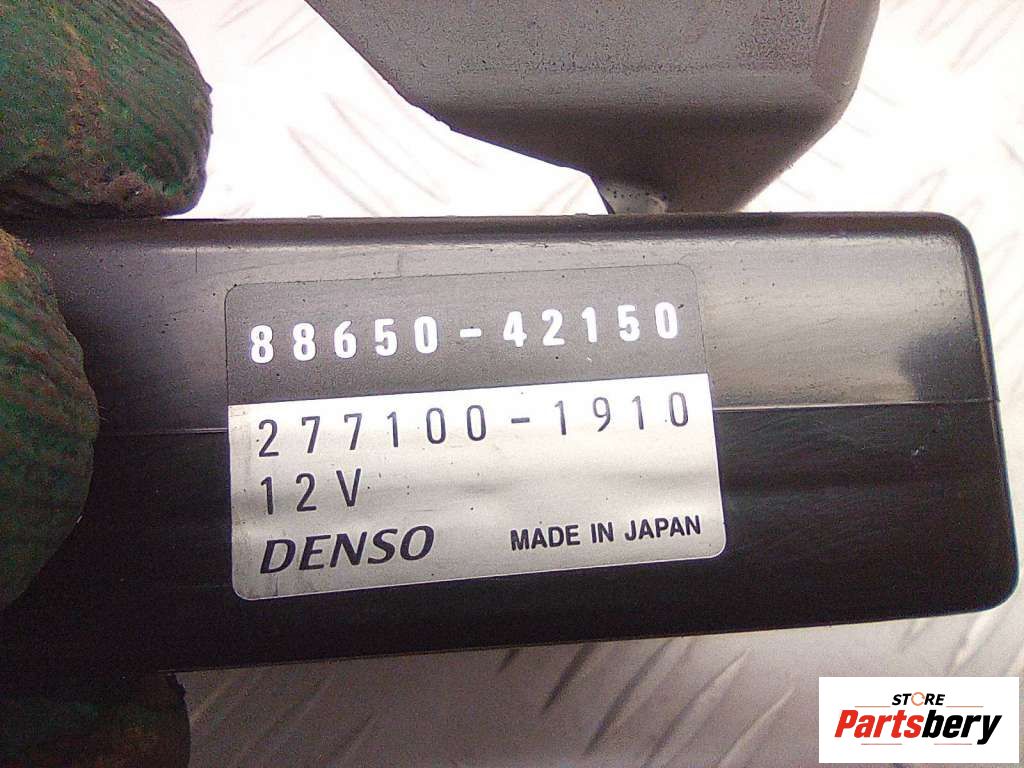 88650-42150
277100-1910
12V
DENSO MADE IN JAPAN
STORE
Partsbery